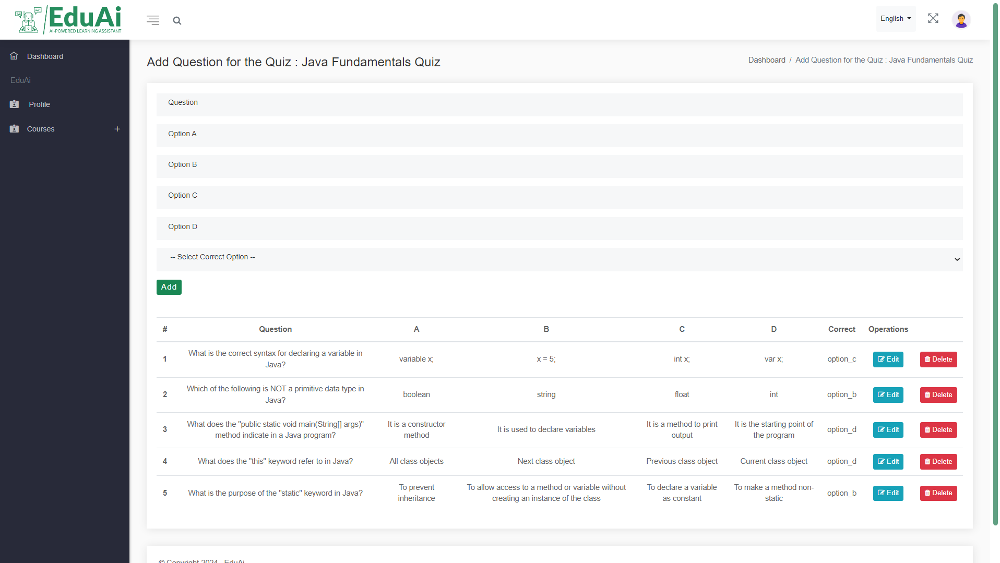 EduAi
AI-POWERED LEARNING ASSISTANT
English
Dashboard
EduAi
Profile
Courses +
Add Question for the Quiz : Java Fundamentals Quiz
Dashboard / Add Question for the Quiz : Java Fundamentals Quiz
Question
Option A
Option B
Option C
Option D
-- Select Correct Option --
Add
# Question A B C D Correct Operations
1 What is the correct syntax for declaring a variable in Java? variable x; x = 5; int x; var x; option_c Edit Delete
2 Which of the following is NOT a primitive data type in Java? boolean string float int option_b Edit Delete
3 What does the "public static void main(String[] args)" method indicate in a Java program? It is a constructor method It is used to declare variables It is a method to print output It is the starting point of the program option_d Edit Delete
4 What does the "this" keyword refer to in Java? All class objects Next class object Previous class object Current class object option_d Edit Delete
5 What is the purpose of the "static" keyword in Java? To prevent inheritance To allow access to a method or variable without creating an instance of the class To declare a variable as constant To make a method non-static option_b Edit Delete
© Copyright 2024 EduAi